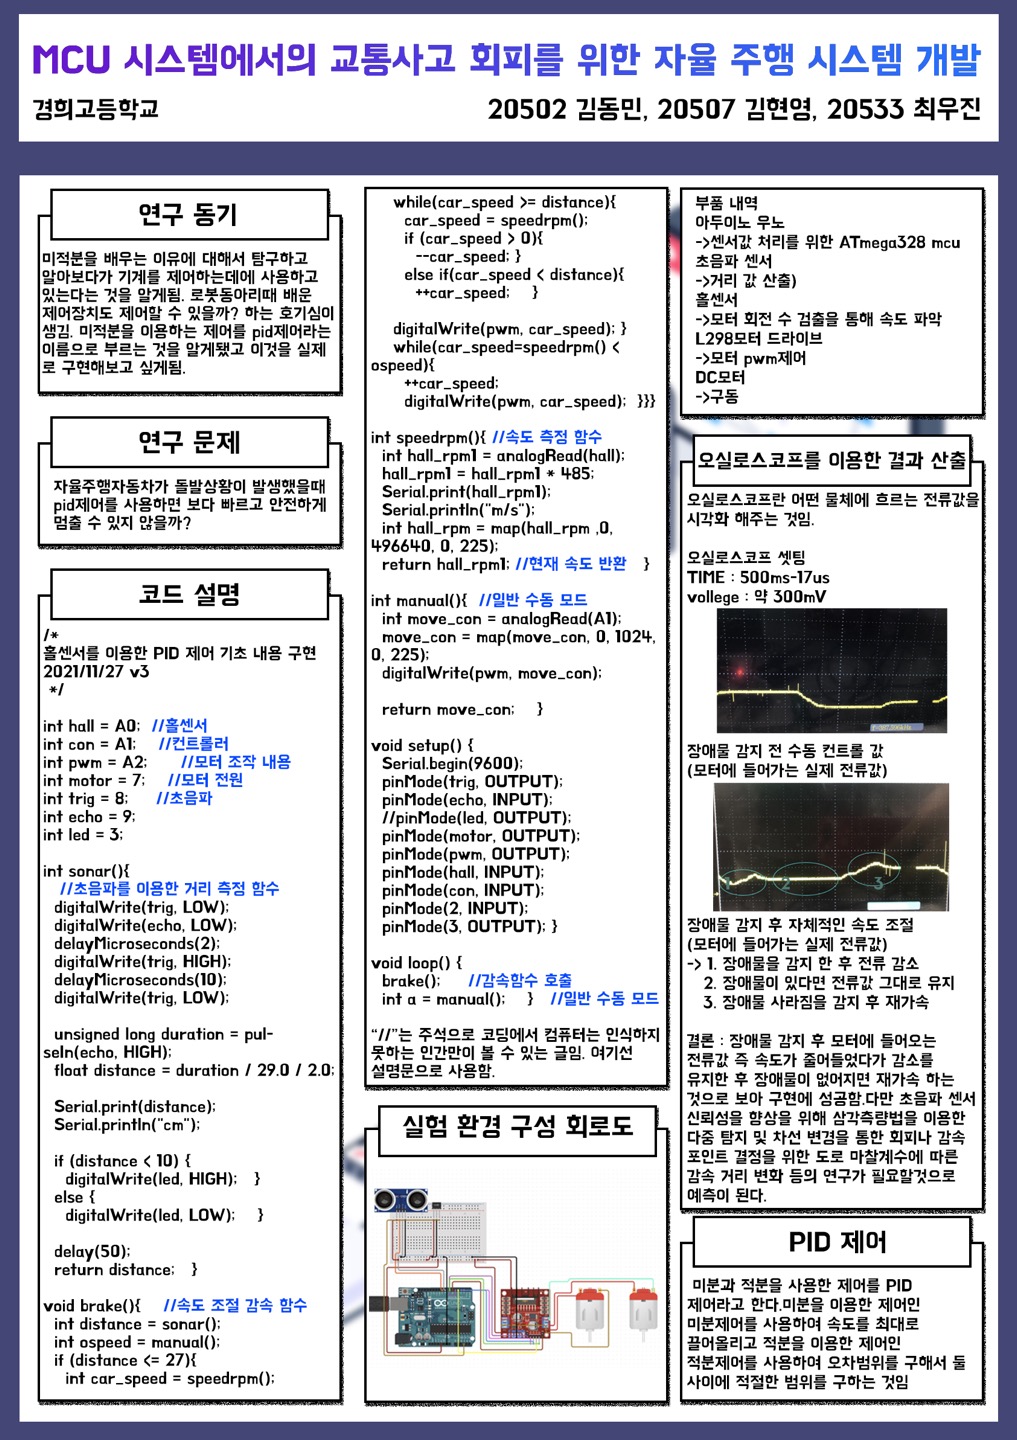 MCU 시스템에서의 교통사고 회피를 위한 자율 주행 시스템 개발
경희고등학교
20502 김동민, 20507 김현영, 20533 최우진
연구 동기
미적분을 배우는 이유에 대해서 탐구하고
알아보다가 기계를 제어하는데에 사용하고
있는다는 것을 알게됨. 로봇동아리때 배운
제어장치도 제어할 수 있을까? 하는 호기심이
생김. 미적분을 이용하는 제어를 pid제어라는
이름으로 부르는 것을 알게됐고 이것을 실제
로 구현해보고 싶게됨.
연구 문제
자율주행자동차가 돌발상황이 발생했을때
pid제어를 사용하면 보다 빠르고 안전하게
멈출 수 있지 않을까?
코드 설명
/*
홀센서를 이용한 PID 제어 기초 내용 구현
2021/11/27 v3
*/
int hall = A0; //홀센서
int con = A1; //컨트롤러
int pwm = A2; //모터 조작 내용
int motor = 7; //모터 전원
int trig = 8; //초음파
int echo = 9;
int led = 3;
int sonar(){
//초음파를 이용한 거리 측정 함수
digitalWrite(trig, LOW);
digitalWrite(echo, LOW);
delayMicroseconds(2);
digitalWrite(trig, HIGH);
delayMicroseconds(10);
digitalWrite(trig, LOW);
unsigned long duration = pul-
seIn(echo, HIGH);
float distance = duration / 29.0 / 2.0;
Serial.print(distance);
Serial.println("cm");
if (distance < 10) {
digitalWrite(led, HIGH); }
else {
digitalWrite(led, LOW); }
delay(50);
return distance; }
void brake(){ //속도 조절 감속 함수
int distance = sonar();
int ospeed = manual();
if (distance <= 27){
int car_speed = speedrpm();
while(car_speed >= distance){
car_speed = speedrpm();
if (car_speed > 0){
--car_speed; }
else if(car_speed < distance){
++car_speed; }
digitalWrite(pwm, car_speed); }
while(car_speed=speedrpm() <
ospeed){
++car_speed;
digitalWrite(pwm, car_speed); }}}
int speedrpm(){ //속도 측정 함수
int hall_rpm1 = analogRead(hall);
hall_rpm1 = hall_rpm1 * 485;
Serial.print(hall_rpm1);
Serial.println("m/s");
int hall_rpm = map(hall_rpm ,0,
496640, 0, 225);
return hall_rpm1; //현재 속도 반환 }
int manual(){ //일반 수동 모드
int move_con = analogRead(A1);
move_con = map(move_con, 0, 1024,
0, 225);
digitalWrite(pwm, move_con);
return move_con; }
void setup() {
Serial.begin(9600);
pinMode(trig, OUTPUT);
pinMode(echo, INPUT);
//pinMode(led, OUTPUT);
pinMode(motor, OUTPUT);
pinMode(pwm, OUTPUT);
pinMode(hall, INPUT);
pinMode(con, INPUT);
pinMode(2, INPUT);
pinMode(3, OUTPUT); }
void loop() {
brake(); //감속함수 호출
int a = manual(); } //일반 수동 모드
"//"는 주석으로 코딩에서 컴퓨터는 인식하지
못하는 인간만이 볼 수 있는 글임. 여기선
설명문으로 사용함.
실험 환경 구성 회로도
부품 내역
아두이노 우노
->센서값 처리를 위한 ATmega328 mcu
초음파 센서
->거리 값 산출)
홀센서
->모터 회전 수 검출을 통해 속도 파악
L298모터 드라이브
->모터 pwm제어
DC모터
->구동
오실로스코프를 이용한 결과 산출
오실로스코프란 어떤 물체에 흐르는 전류값을
시각화 해주는 것임.
오실로스코프 셋팅
TIME : 500ms-17us
vollege : 약 300mV
장애물 감지 전 수동 컨트롤 값
(모터에 들어가는 실제 전류값)
1 2 3
장애물 감지 후 자체적인 속도 조절
(모터에 들어가는 실제 전류값)
-> 1. 장애물을 감지 한 후 전류 감소
2. 장애물이 있다면 전류값 그대로 유지
3. 장애물 사라짐을 감지 후 재가속
결론 : 장애물 감지 후 모터에 들어오는
전류값 즉 속도가 줄어들었다가 감소를
유지한 후 장애물이 없어지면 재가속 하는
것으로 보아 구현에 성공함.다만 초음파 센서
신뢰성을 향상을 위해 삼각측량법을 이용한
다중 탐지 및 차선 변경을 통한 회피나 감속
포인트 결정을 위한 도로 마찰계수에 따른
감속 거리 변화 등의 연구가 필요할것으로
예측이 된다.
PID 제어
미분과 적분을 사용한 제어를 PID
제어라고 한다.미분을 이용한 제어인
미분제어를 사용하여 속도를 최대로
끌어올리고 적분을 이용한 제어인
적분제어를 사용하여 오차범위를 구해서 둘
사이에 적절한 범위를 구하는 것임